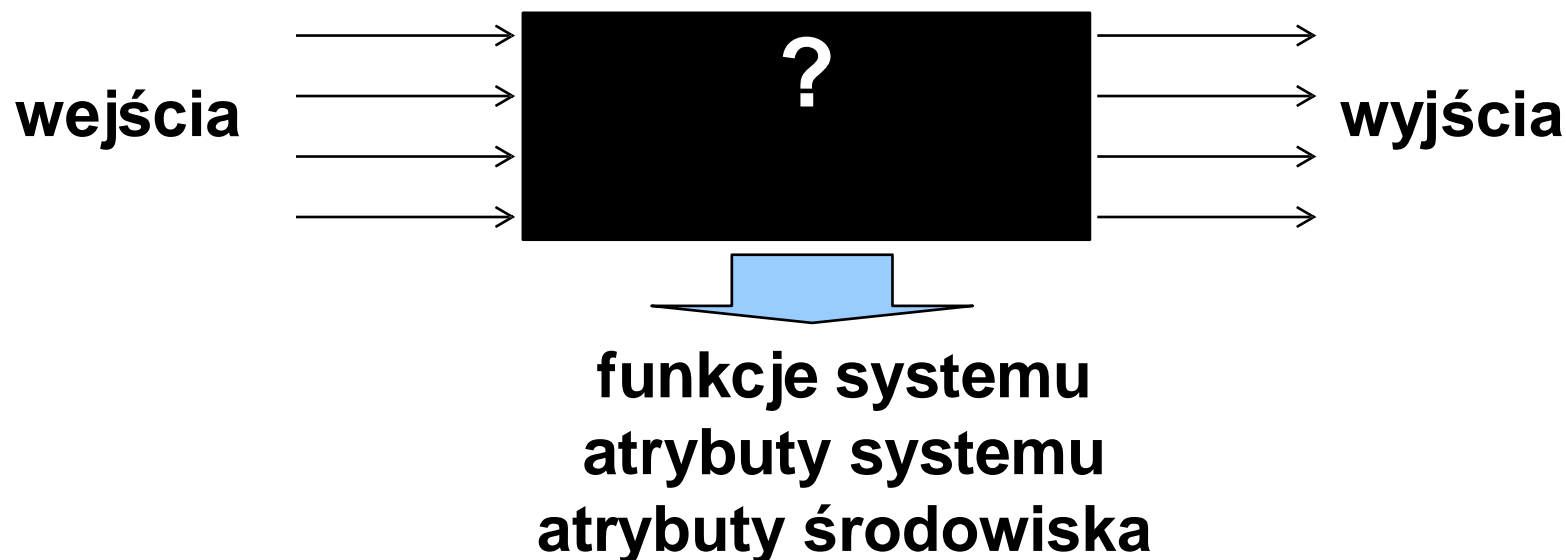 ?
wejścia
wyjścia
funkcje systemu
atrybuty systemu
atrybuty środowiska